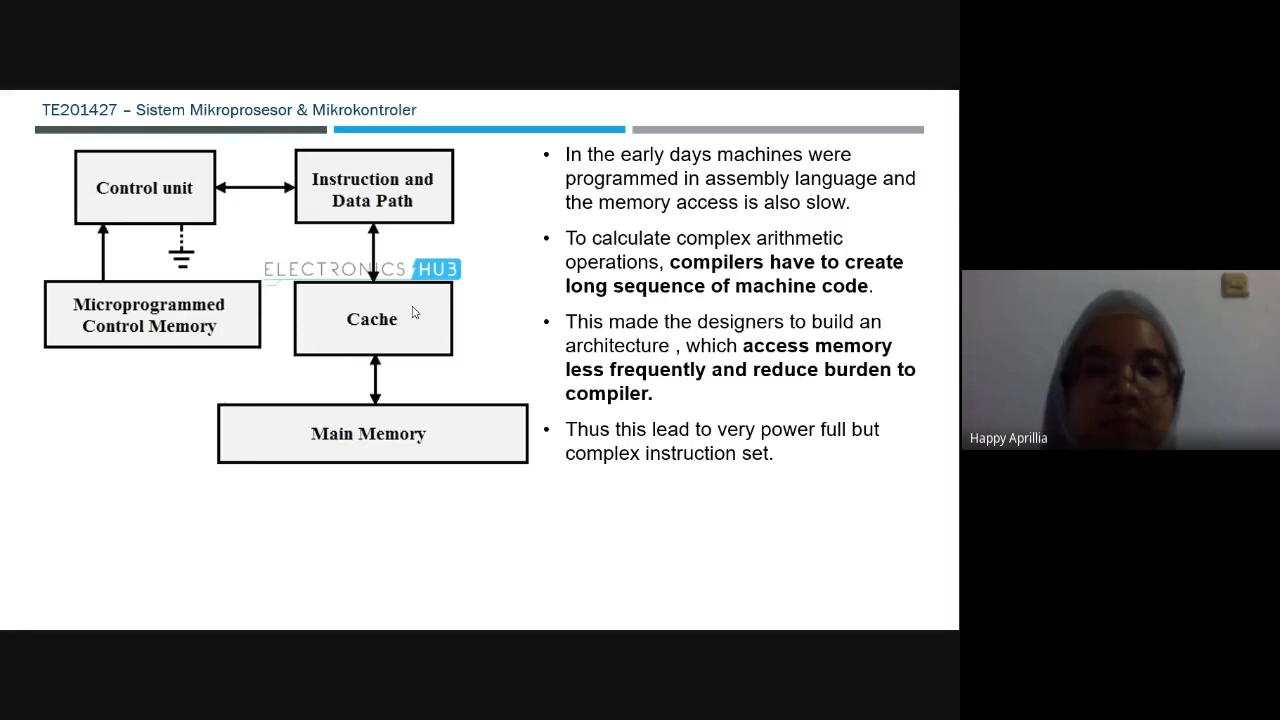 TE201427 – Sistem Mikroprosesor & Mikrokontroler
Control unit
Instruction and
Data Path
ELECTRONICS HUB
Microprogrammed
Control Memory
Cache
Main Memory
• In the early days machines were
programmed in assembly language and
the memory access is also slow.
• To calculate complex arithmetic
operations, compilers have to create
long sequence of machine code.
• This made the designers to build an
architecture , which access memory
less frequently and reduce burden to
compiler.
• Thus this lead to very power full but
complex instruction set.
Happy Aprillia